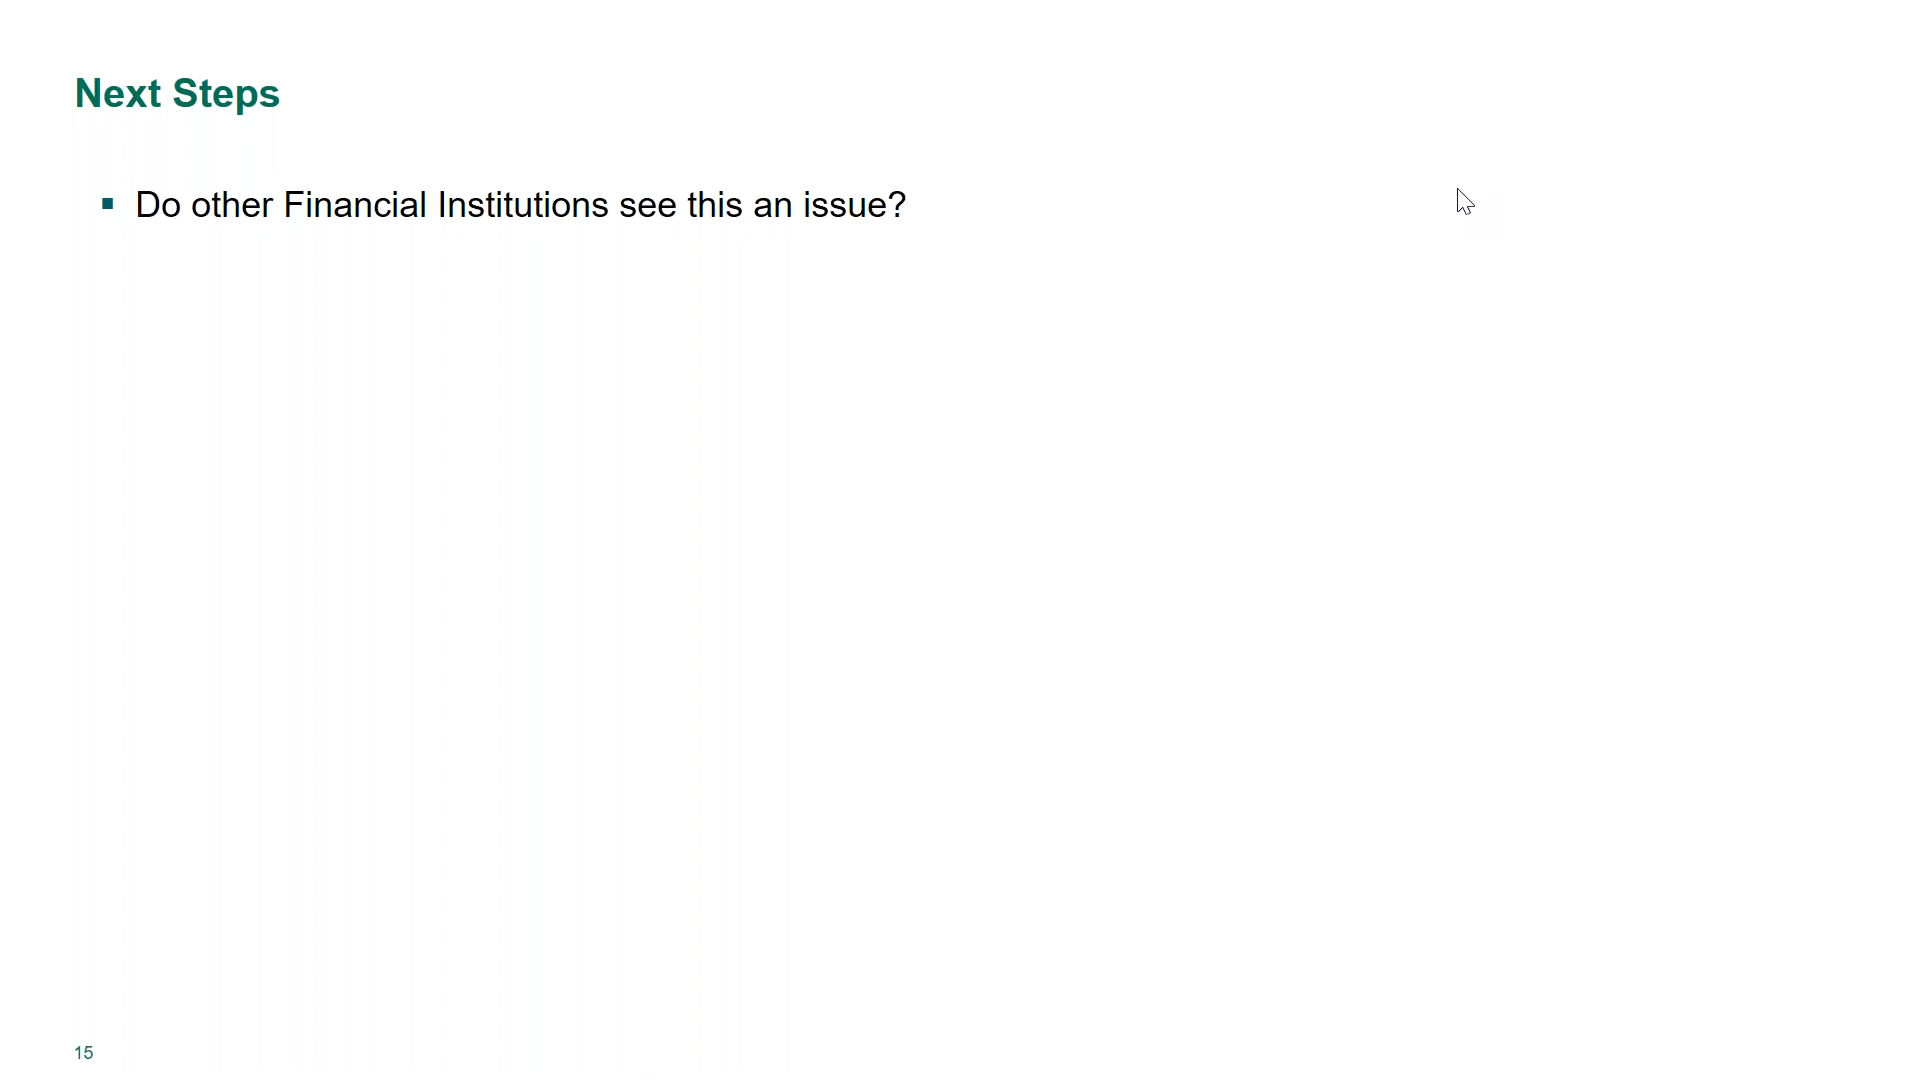 Next Steps
▪ Do other Financial Institutions see this an issue?
15